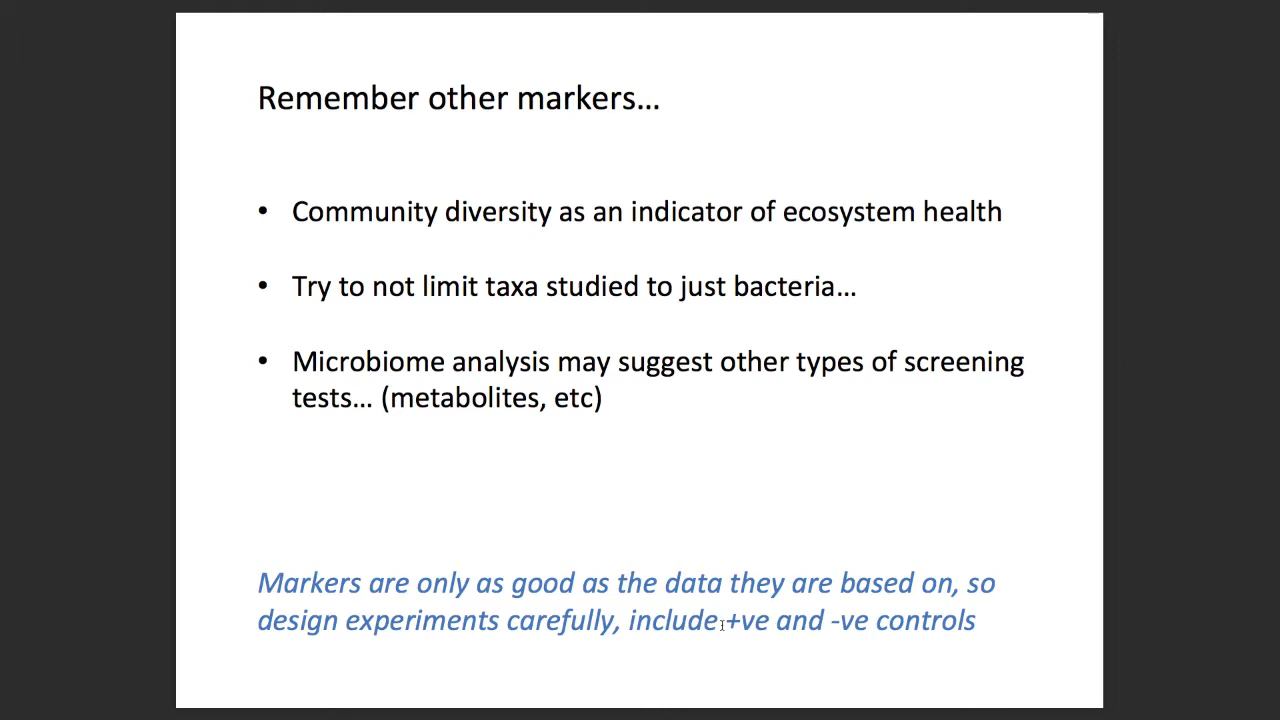 Remember other markers…
• Community diversity as an indicator of ecosystem health
• Try to not limit taxa studied to just bacteria…
• Microbiome analysis may suggest other types of screening
tests… (metabolites, etc)
Markers are only as good as the data they are based on, so
design experiments carefully, include +ve and -ve controls